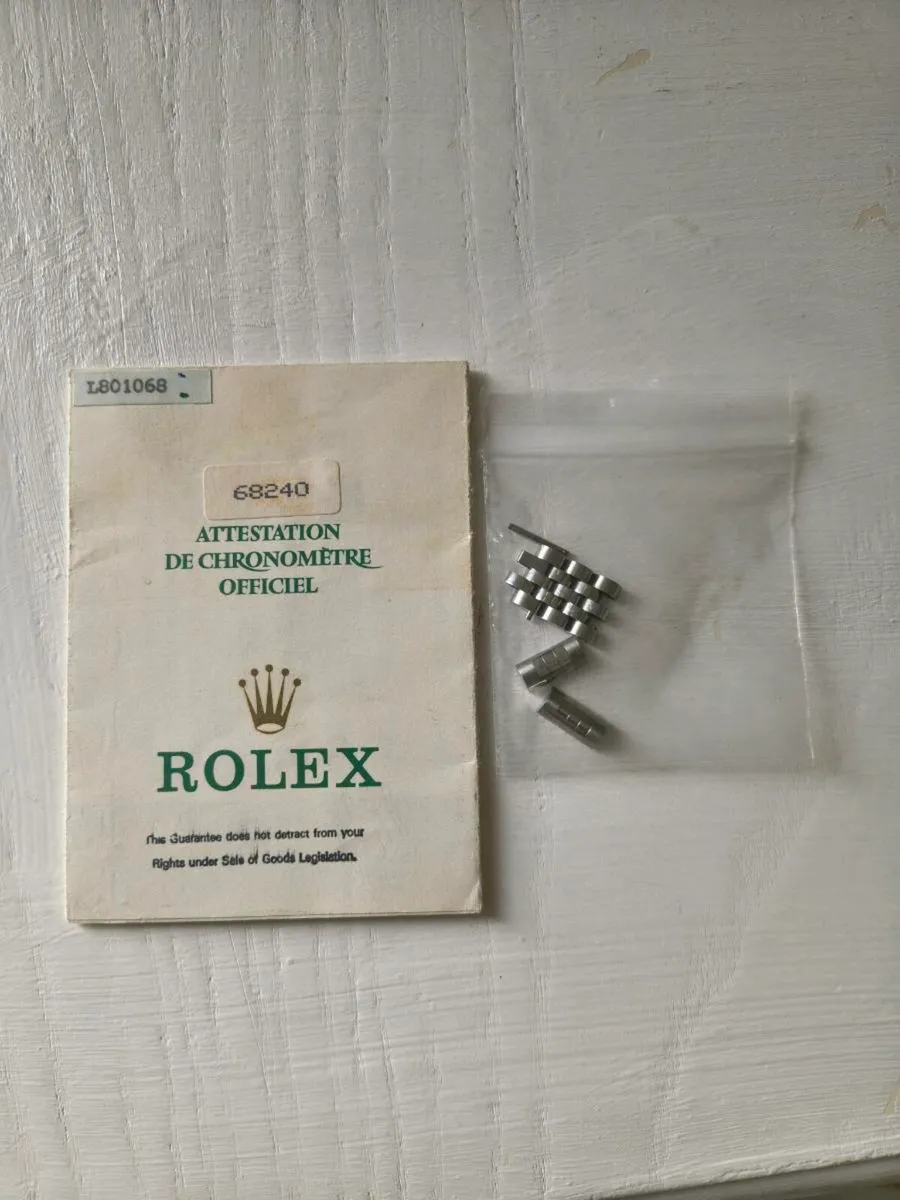 L801068
68240
ATTESTATION
DE CHRONOMÈTRE
OFFICIEL
ROLEX
This Guarantee does not detract from your
Rights under Sale of Goods Legislation.